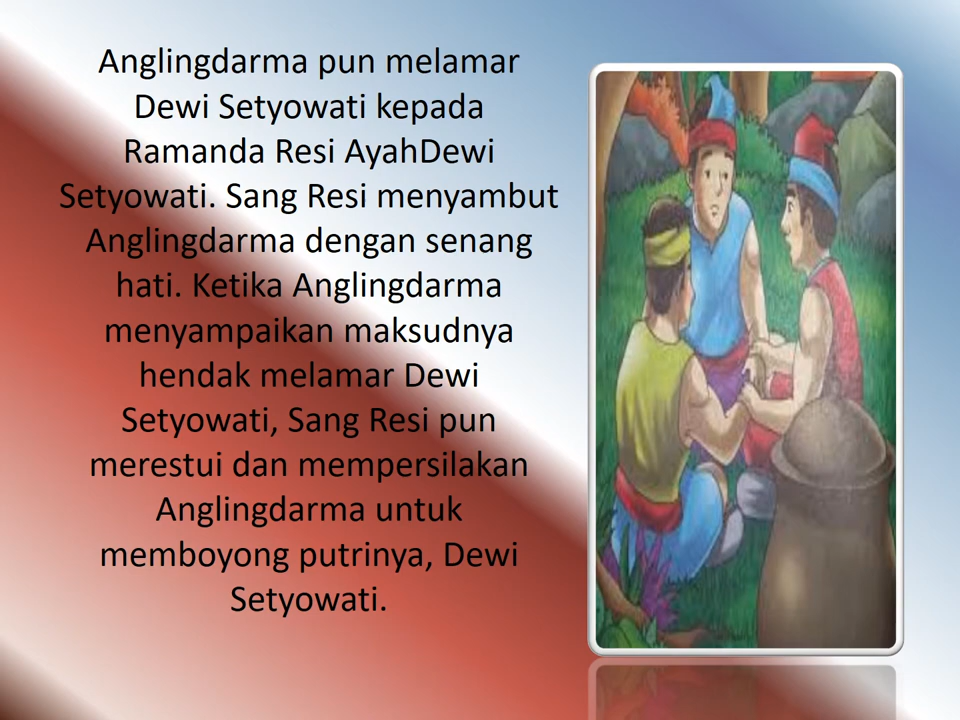 Anglingdarma pun melamar
Dewi Setyowati kepada
Ramanda Resi AyahDewi
Setyowati. Sang Resi menyambut
Anglingdarma dengan senang
hati. Ketika Anglingdarma
menyampaikan maksudnya
hendak melamar Dewi
Setyowati, Sang Resi pun
merestui dan mempersilakan
Anglingdarma untuk
memboyong putrinya, Dewi
Setyowati.